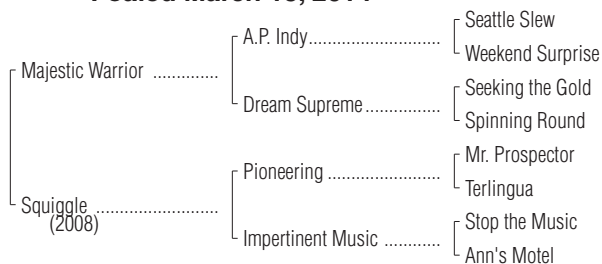 Seattle Slew
A.P. Indy
Weekend Surprise
Majestic Warrior
Seeking the Gold
Dream Supreme
Spinning Round
Mr. Prospector
Pioneering
Terlingua
Squiggle
(2008)
Stop the Music
Impertinent Music
Ann's Motel